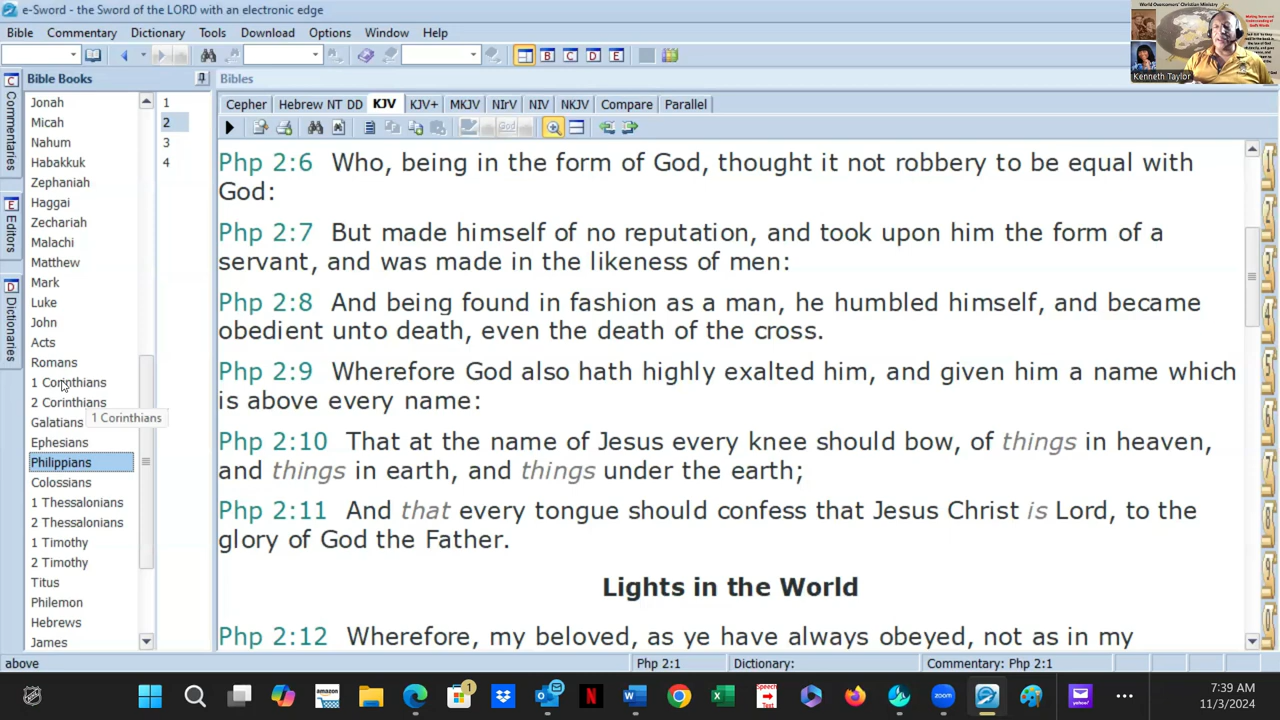 e-Sword - the Sword of the LORD with an electronic edge
Bible Commentary Dictionary Tools Options Download Window Help
Bible Books
Bibles
Commentaries
Editors
Dictionaries
Jonah
Micah
Nahum
Habakkuk
Zephaniah
Haggai
Zechariah
Malachi
Matthew
Mark
Luke
John
Acts
Romans
1 Corinthians
2 Corinthians
1 Corinthians
Galatians
Ephesians
Philippians
Colossians
1 Thessalonians
2 Thessalonians
1 Timothy
2 Timothy
Titus
Philemon
Hebrews
James
1
2
3
4
Cepher Hebrew NT DD KJV KJV+ MKJV NIrV NIV NKJV Compare Parallel
Php 2:6 Who, being in the form of God, thought it not robbery to be equal with
God:
Php 2:7 But made himself of no reputation, and took upon him the form of a
servant, and was made in the likeness of men:
Php 2:8 And being found in fashion as a man, he humbled himself, and became
obedient unto death, even the death of the cross.
Php 2:9 Wherefore God also hath highly exalted him, and given him a name which
is above every name:
Php 2:10 That at the name of Jesus every knee should bow, of things in heaven,
and things in earth, and things under the earth;
Php 2:11 And that every tongue should confess that Jesus Christ is Lord, to the
glory of God the Father.
Lights in the World
Php 2:12 Wherefore, my beloved, as ye have always obeyed, not as in my
above
Php 2:1
Dictionary:
Commentary: Php 2:1
World Overcomers' Christian Ministry
Kenneth Taylor
7:39 AM
11/3/2024